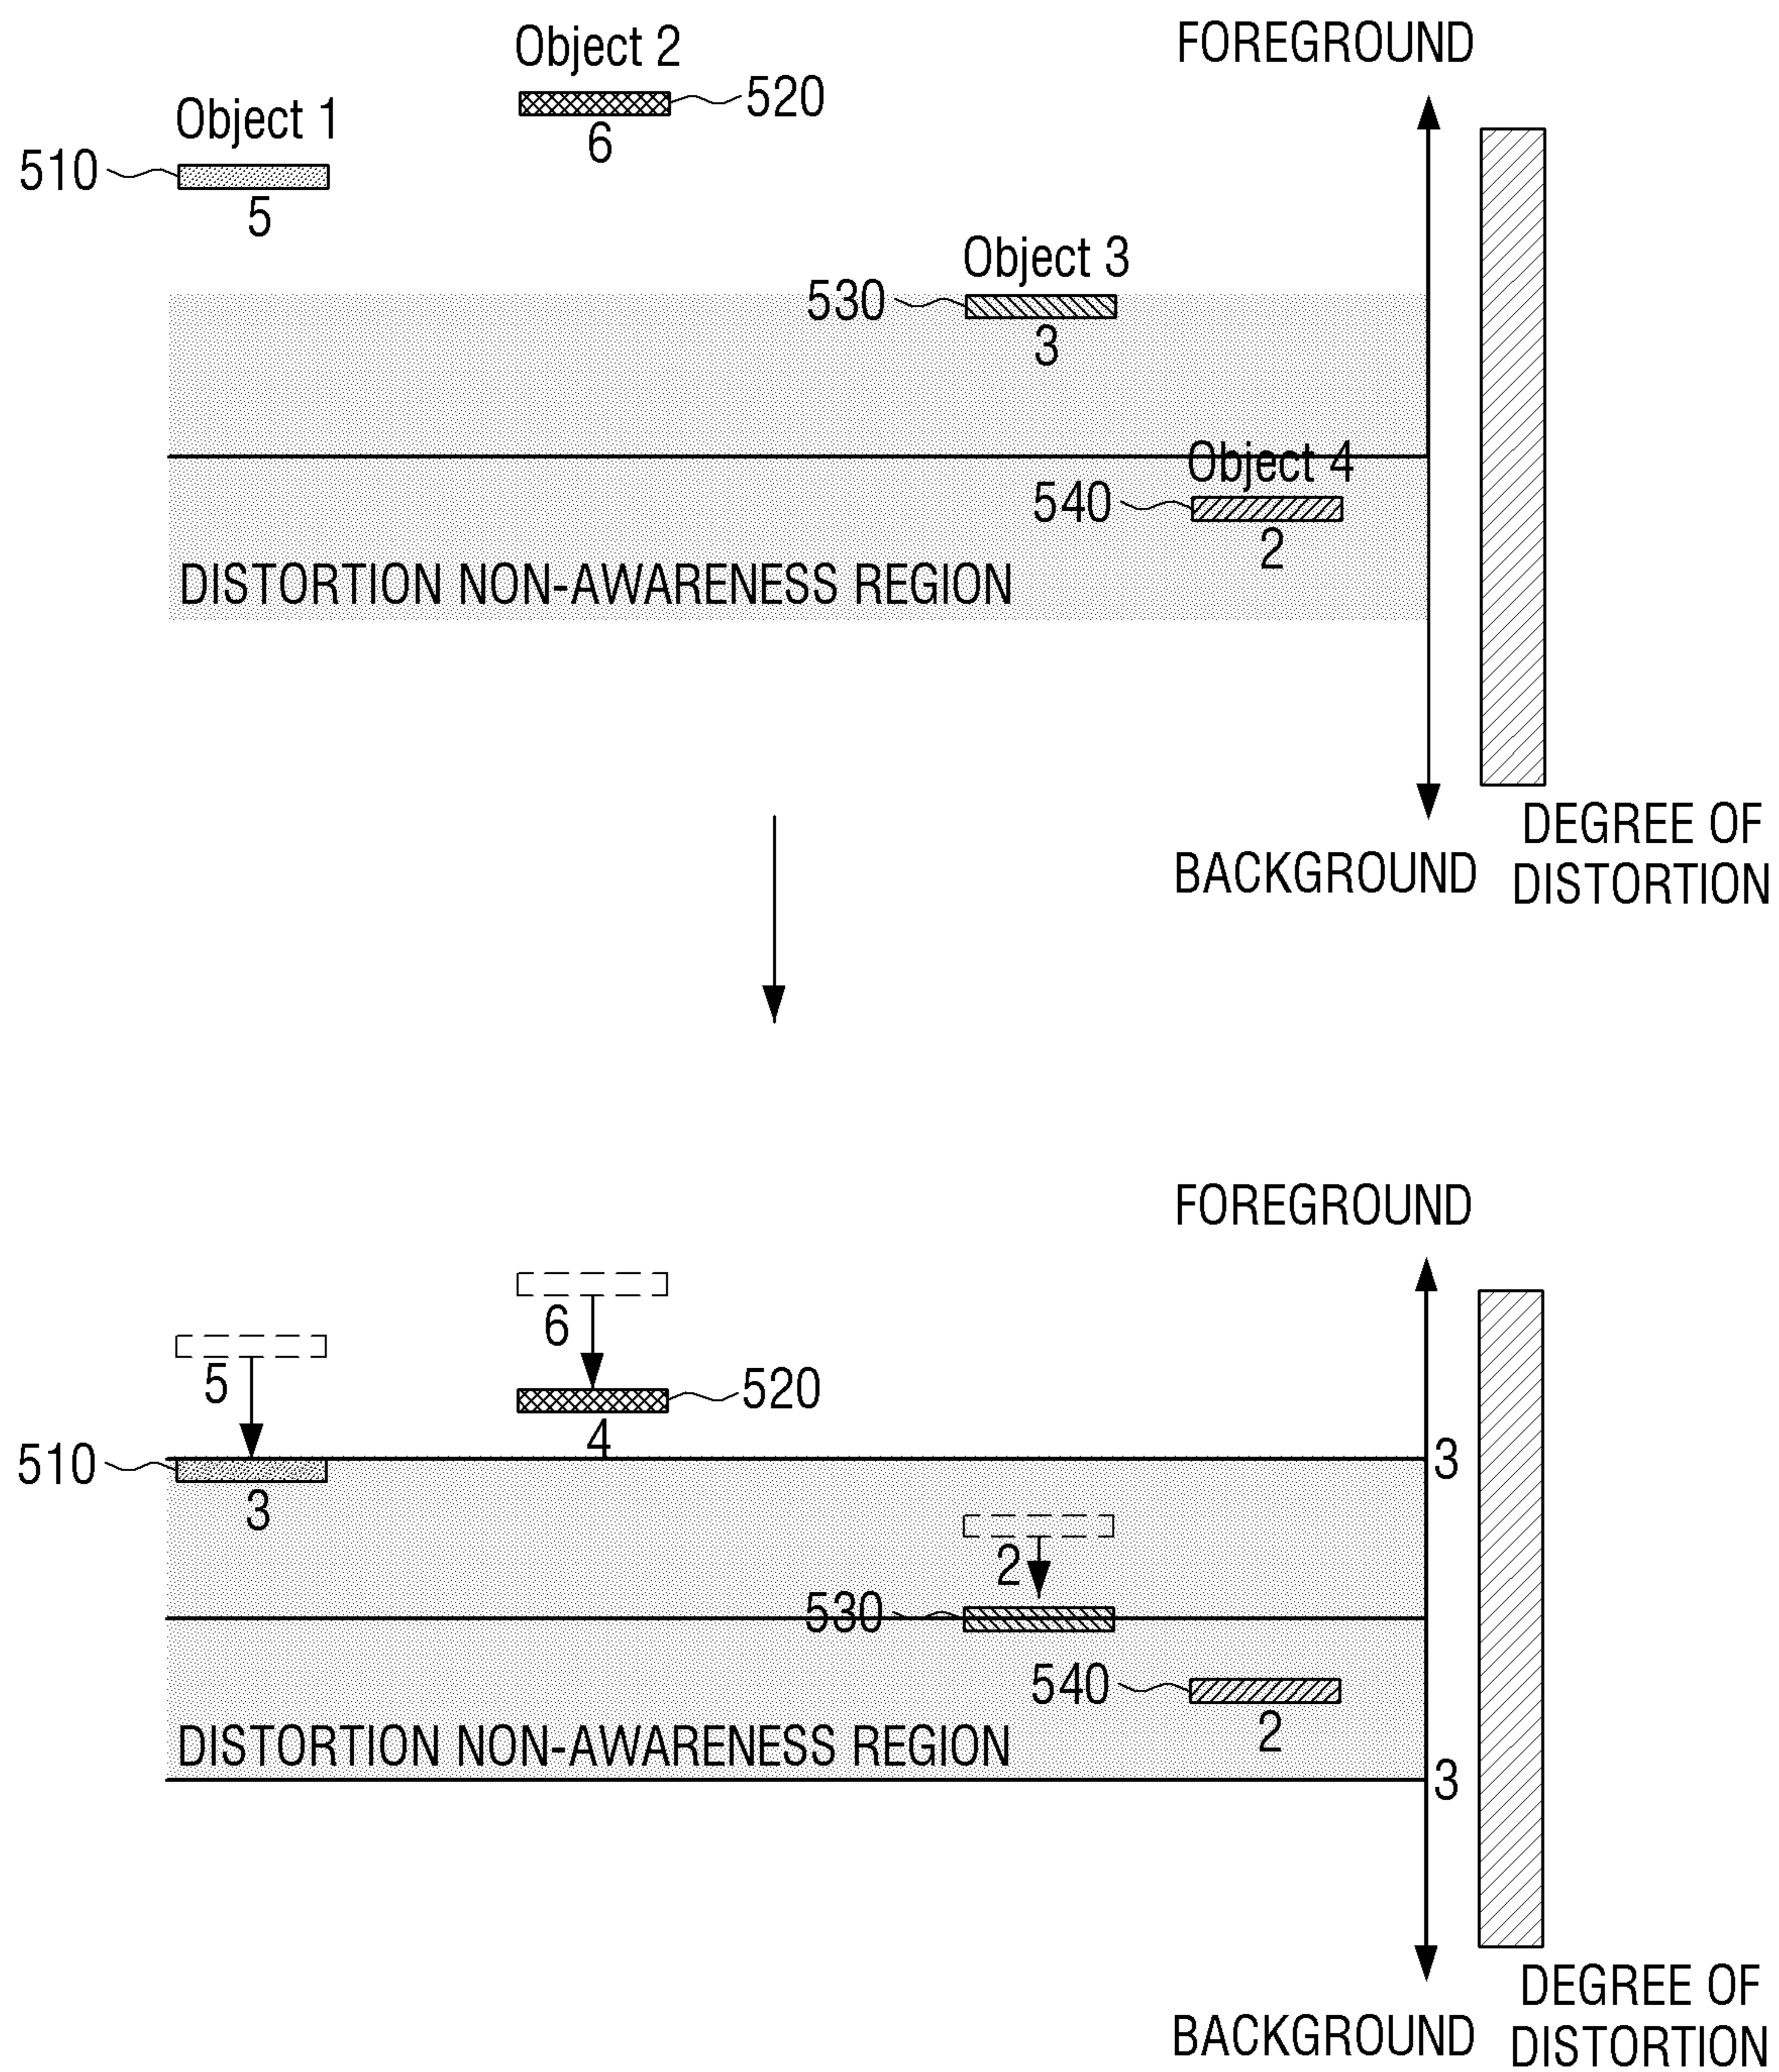 FOREGROUND
Object 2
520
6
Object 1
510
5
Object 3
530
3
Object 4
540
2
DISTORTION NON-AWARENESS REGION
BACKGROUND
DEGREE OF
DISTORTION
FOREGROUND
6
520
4
5
510
3
3
2
530
540
2
DISTORTION NON-AWARENESS REGION
3
BACKGROUND
DEGREE OF
DISTORTION